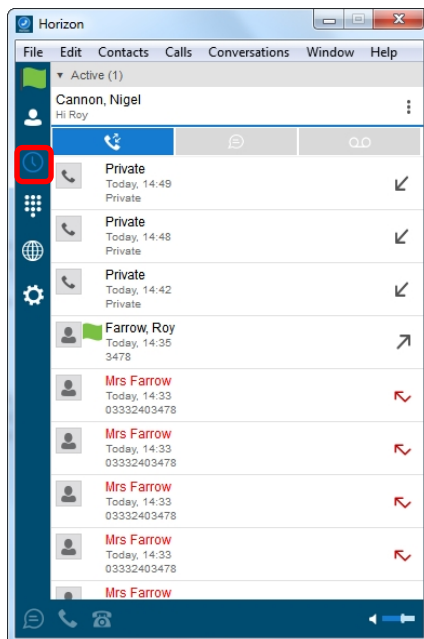 Horizon
File Edit Contacts Calls Conversations Window Help
Active (1)
Cannon, Nigel
Hi Roy
Private
Today, 14:49
Private
Private
Today, 14:48
Private
Private
Today, 14:42
Private
Farrow, Roy
Today, 14:35
3478
Mrs Farrow
Today, 14:33
03332403478
Mrs Farrow
Today, 14:33
03332403478
Mrs Farrow
Today, 14:33
03332403478
Mrs Farrow
Today, 14:33
03332403478
Mrs Farrow